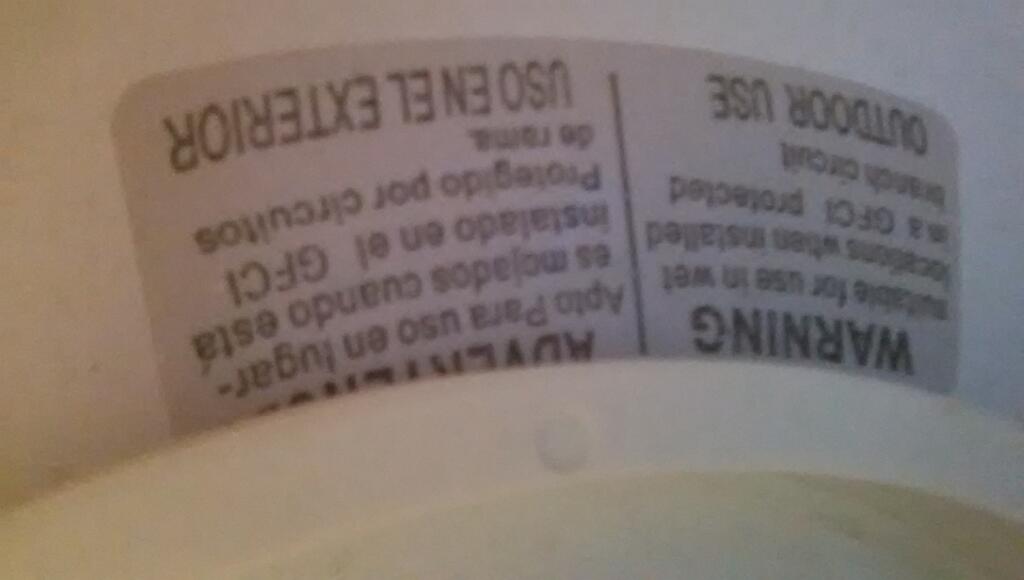 WARNING
Suitable for use in wet
locations when installed
in a GFCI protected
branch circuit
OUTDOOR USE
Apto Para uso en lugar-
es mojados cuando está
instalado en el GFCI
Protegido por circuitos
de rama.
USO EN EL EXTERIOR